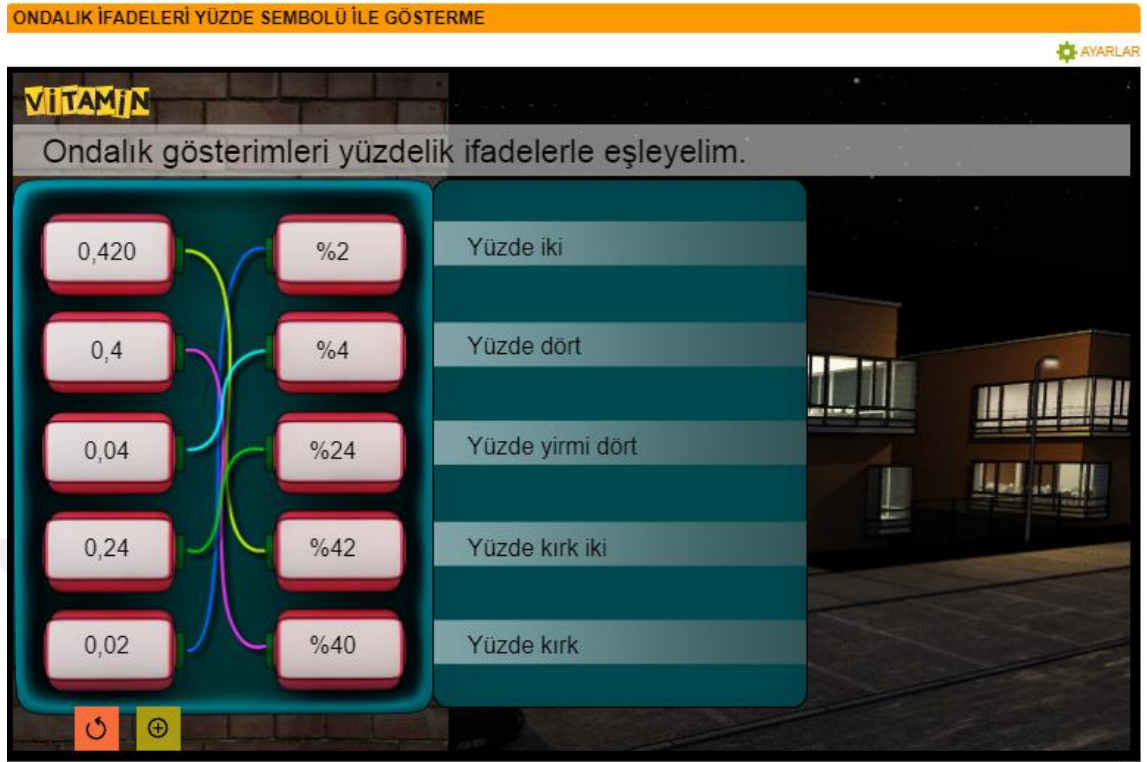 ONDALIK İFADELERİ YÜZDE SEMBOLÜ İLE GÖSTERME
AYARLAR
VİTAMİN
Ondalık gösterimleri yüzdelik ifadelerle eşleyelim.
0,420 %2 Yüzde iki
0,4 %4 Yüzde dört
0,04 %24 Yüzde yirmi dört
0,24 %42 Yüzde kırk iki
0,02 %40 Yüzde kırk